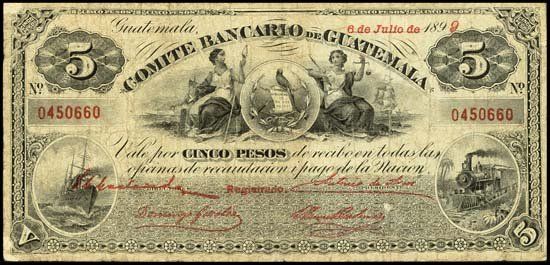 Guatemala, 6 de Julio de 1899
COMITE BANCARIO DE GUATEMALA
5 5
Nº Nº
0450660 0450660
Vale por CINCO PESOS de recibo en todas las
oficinas de recaudacion i pago de la Nacion
Registrado
V 5